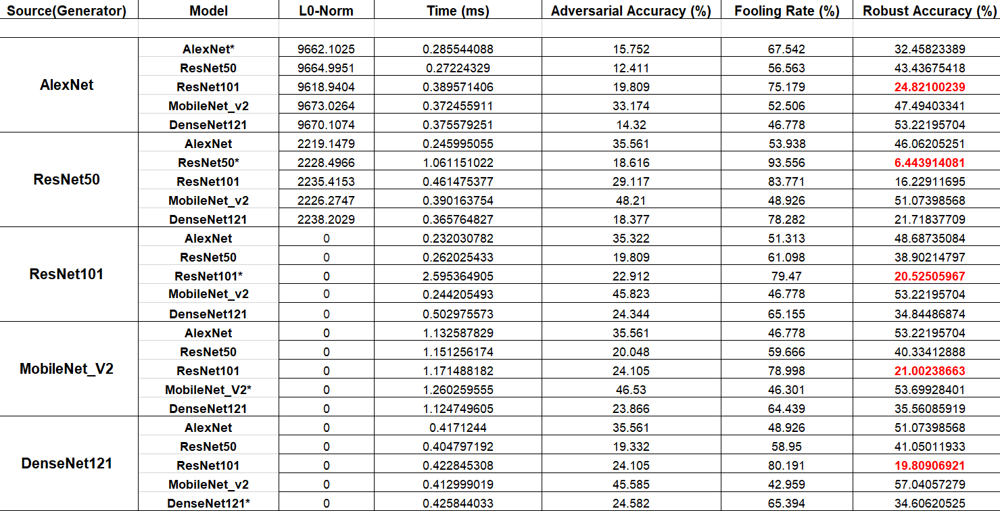 Source(Generator) Model L0-Norm Time (ms) Adversarial Accuracy (%) Fooling Rate (%) Robust Accuracy (%)
AlexNet
AlexNet* 9662.1025 0.285544088 15.752 67.542 32.45823389
ResNet50 9664.9951 0.27224329 12.411 56.563 43.43675418
ResNet101 9618.9404 0.389571406 19.809 75.179 24.82100239
MobileNet_v2 9673.0264 0.372455911 33.174 52.506 47.49403341
DenseNet121 9670.1074 0.375579251 14.32 46.778 53.22195704
ResNet50
AlexNet 2219.1479 0.245995055 35.561 53.938 46.06205251
ResNet50* 2228.4966 1.061151022 18.616 93.556 6.443914081
ResNet101 2235.4153 0.461475377 29.117 83.771 16.22911695
MobileNet_v2 2226.2747 0.390163754 48.21 48.926 51.07398568
DenseNet121 2238.2029 0.365764827 18.377 78.282 21.71837709
ResNet101
AlexNet 0 0.232030782 35.322 51.313 48.68735084
ResNet50 0 0.262025433 19.809 61.098 38.90214797
ResNet101* 0 2.595364905 22.912 79.47 20.52505967
MobileNet_v2 0 0.244205493 45.823 46.778 53.22195704
DenseNet121 0 0.502975573 24.344 65.155 34.84486874
MobileNet_V2
AlexNet 0 1.132587829 35.561 46.778 53.22195704
ResNet50 0 1.151256174 20.048 59.666 40.33412888
ResNet101 0 1.171488182 24.105 78.998 21.00238663
MobileNet_V2* 0 1.260259555 46.53 46.301 53.69928401
DenseNet121 0 1.124749605 23.866 64.439 35.56085919
DenseNet121
AlexNet 0 0.4171244 35.561 48.926 51.07398568
ResNet50 0 0.404797192 19.332 58.95 41.05011933
ResNet101 0 0.422845308 24.105 80.191 19.80906921
MobileNet_v2 0 0.412999019 45.585 42.959 57.04057279
DenseNet121* 0 0.425844033 24.582 65.394 34.60620525